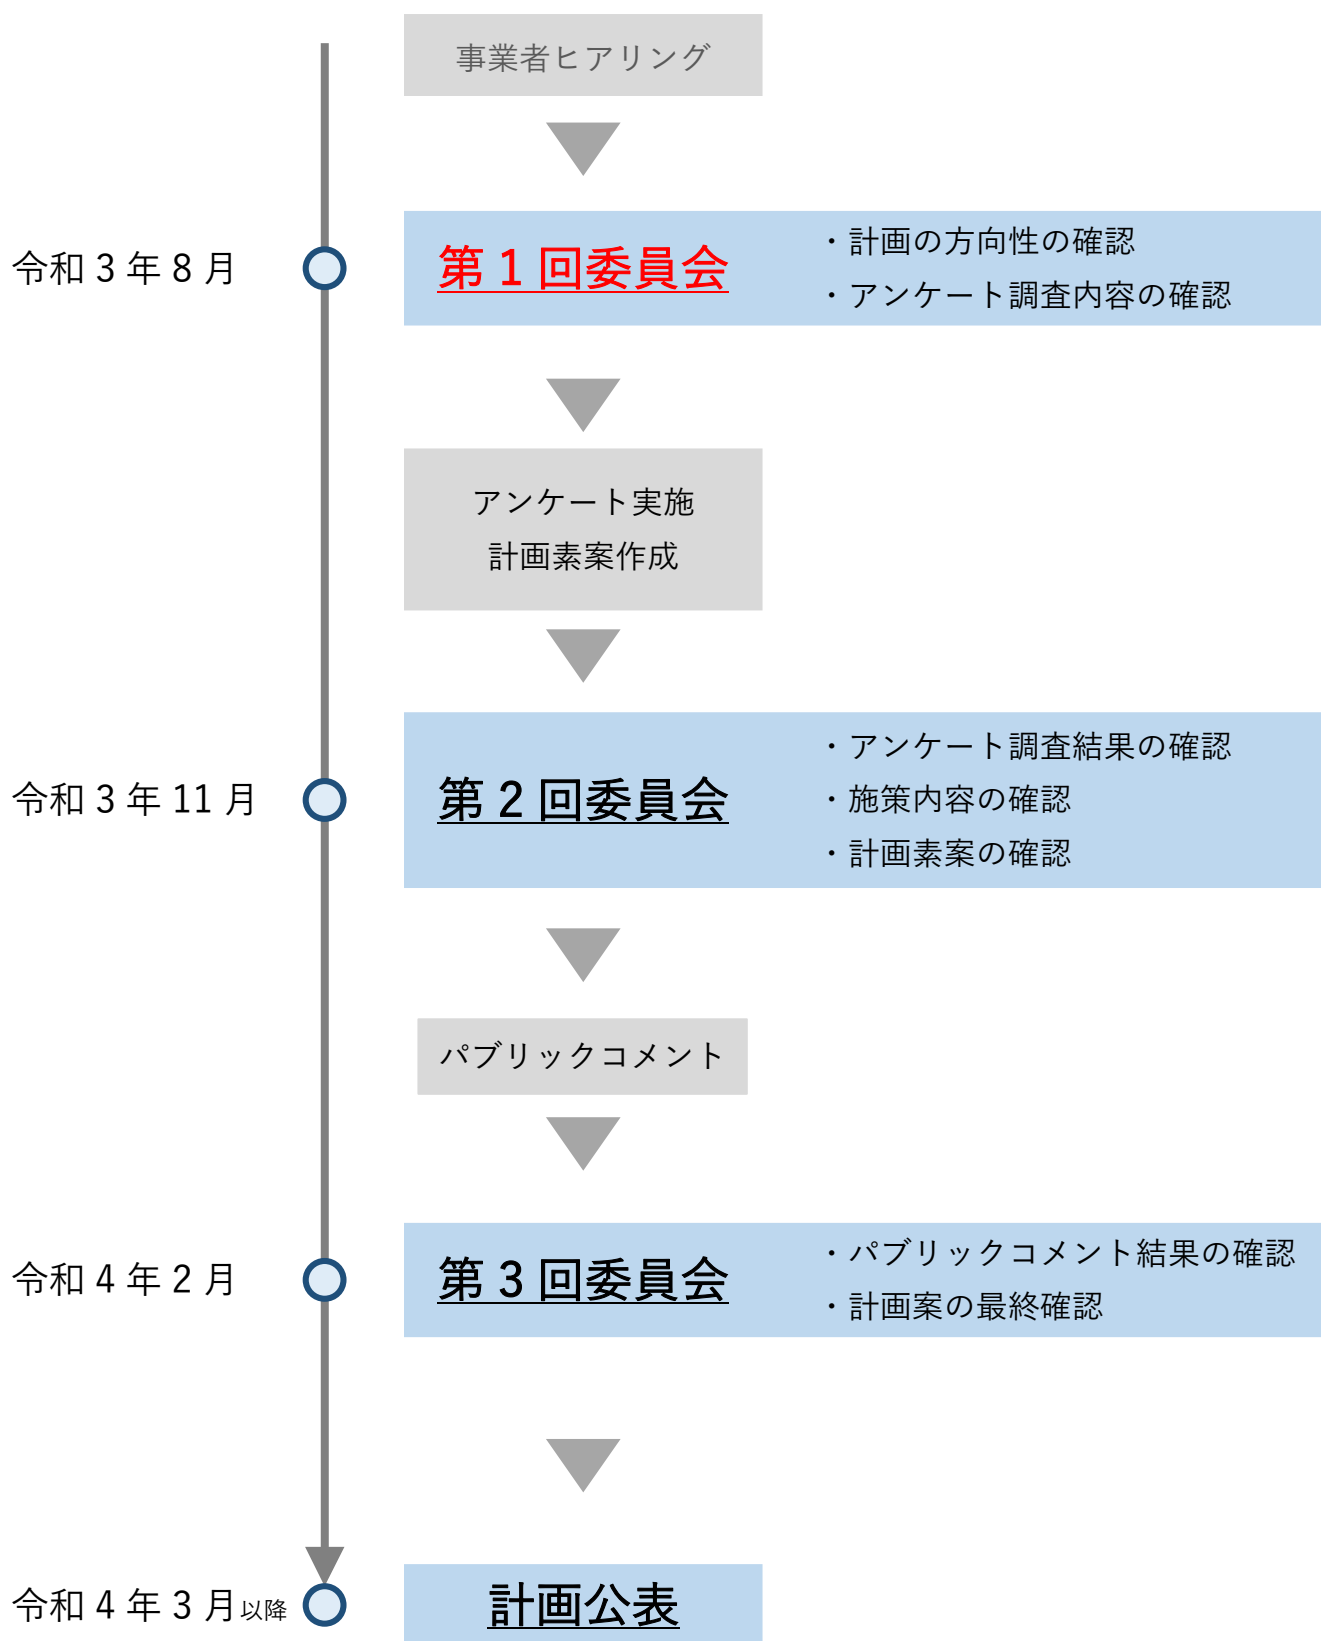 事業者ヒアリング
令和 3 年 8 月
第 1 回委員会
・計画の方向性の確認
・アンケート調査内容の確認
アンケート実施
計画素案作成
令和 3 年 11 月
第 2 回委員会
・アンケート調査結果の確認
・施策内容の確認
・計画素案の確認
パブリックコメント
令和 4 年 2 月
第 3 回委員会
・パブリックコメント結果の確認
・計画案の最終確認
令和 4 年 3 月以降
計画公表